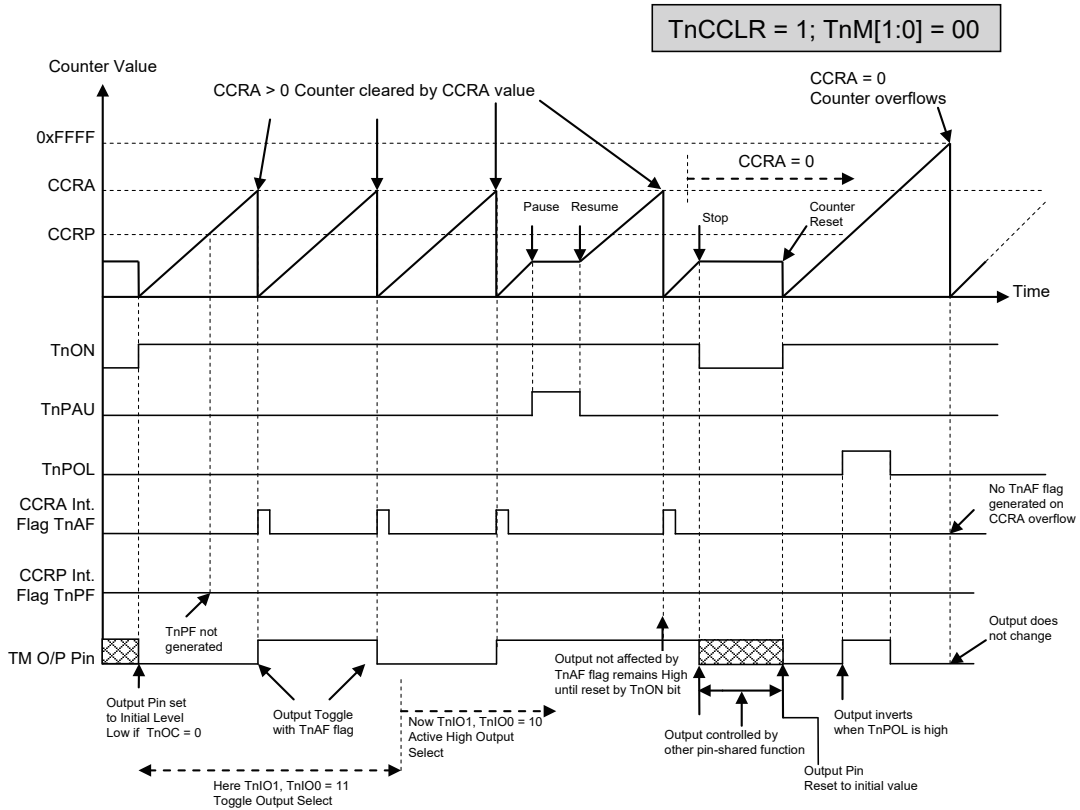 TnCCLR = 1; TnM[1:0] = 00
Counter Value
CCRA > 0 Counter cleared by CCRA value
CCRA = 0
Counter overflows
0xFFFF
CCRA = 0
CCRA
Pause
Resume
Stop
Counter
Reset
CCRP
Time
TnON
TnPAU
TnPOL
No TnAF flag
generated on
CCRA overflow
CCRA Int.
Flag TnAF
CCRP Int.
Flag TnPF
TnPF not
generated
Output does
not change
TM O/P Pin
Output not affected by
TnAF flag remains High
until reset by TnON bit
Output Pin set
to Initial Level
Low if TnOC = 0
Output Toggle
with TnAF flag
Now TnIO1, TnIO0 = 10
Active High Output
Select
Output controlled by
other pin-shared function
Output inverts
when TnPOL is high
Output Pin
Reset to initial value
Here TnIO1, TnIO0 = 11
Toggle Output Select